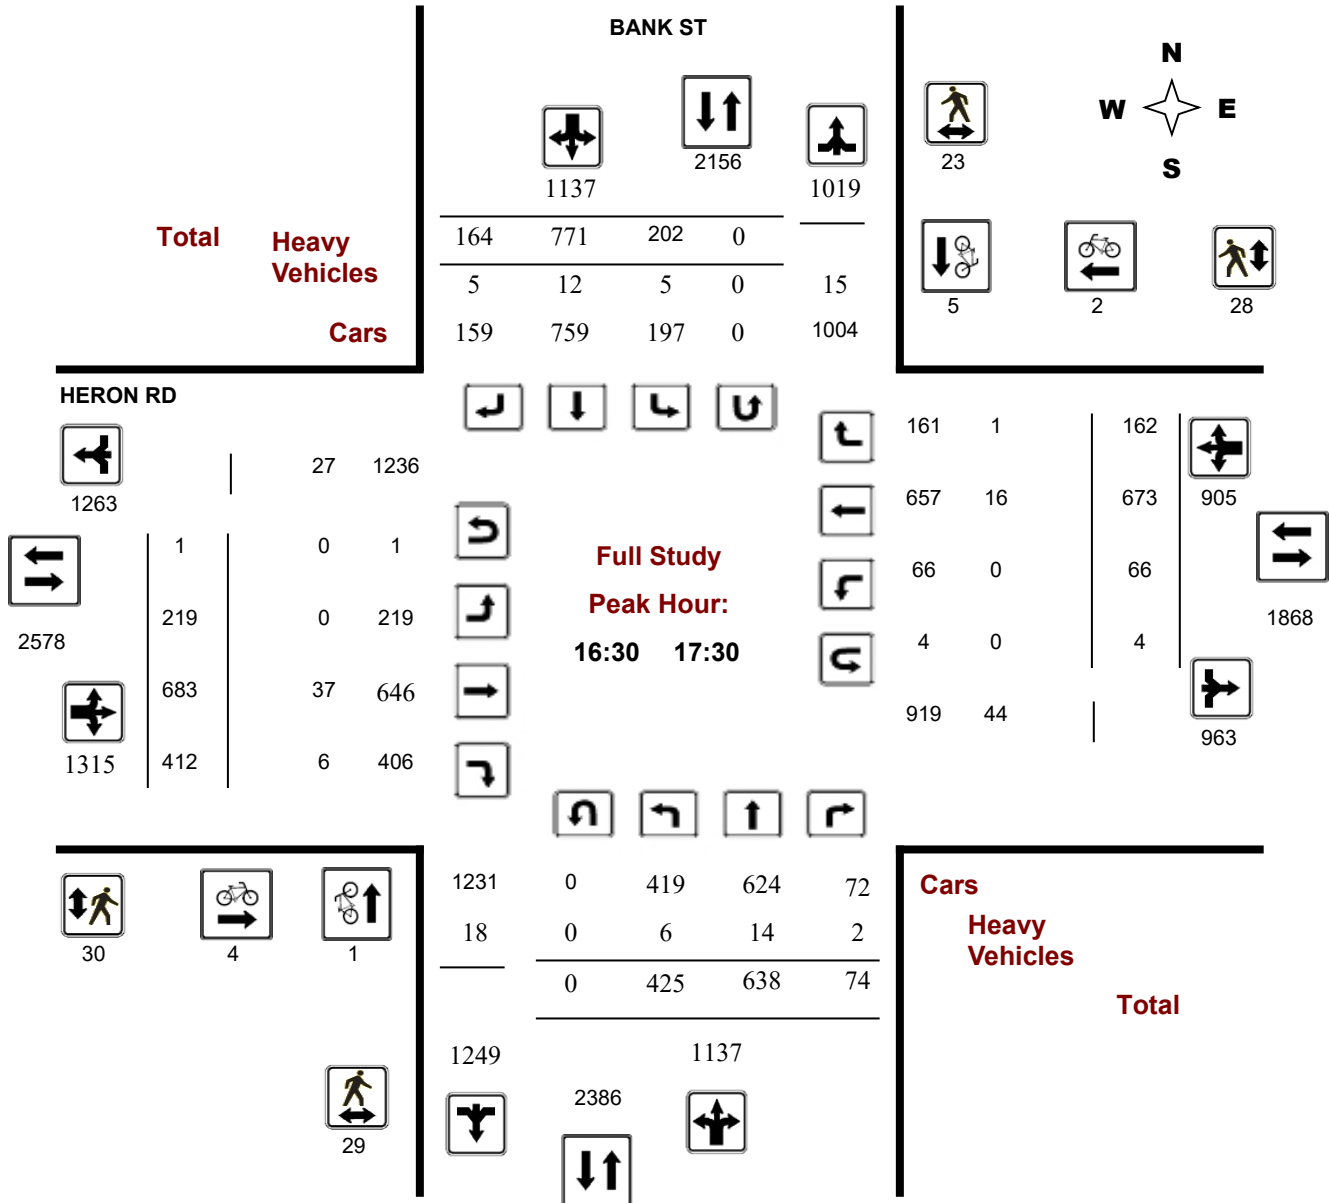 BANK ST
N
W E
S
2156
23
1137 1019
Total Heavy Vehicles
164 771 202 0
5 12 5 0 15
5 2 28
Cars 159 759 197 0 1004
HERON RD
161 1 162
27 1236
1263
657 16 673 905
1 0 1
Full Study
66 0 66
Peak Hour:
219 0 219
1868
2578
16:30 17:30
4 0 4
683 37 646
919 44
963
1315 412 6 406
1231 0 419 624 72 Cars
18 0 6 14 2 Heavy Vehicles
30 4 1
0 425 638 74
Total
1249 1137
2386
29